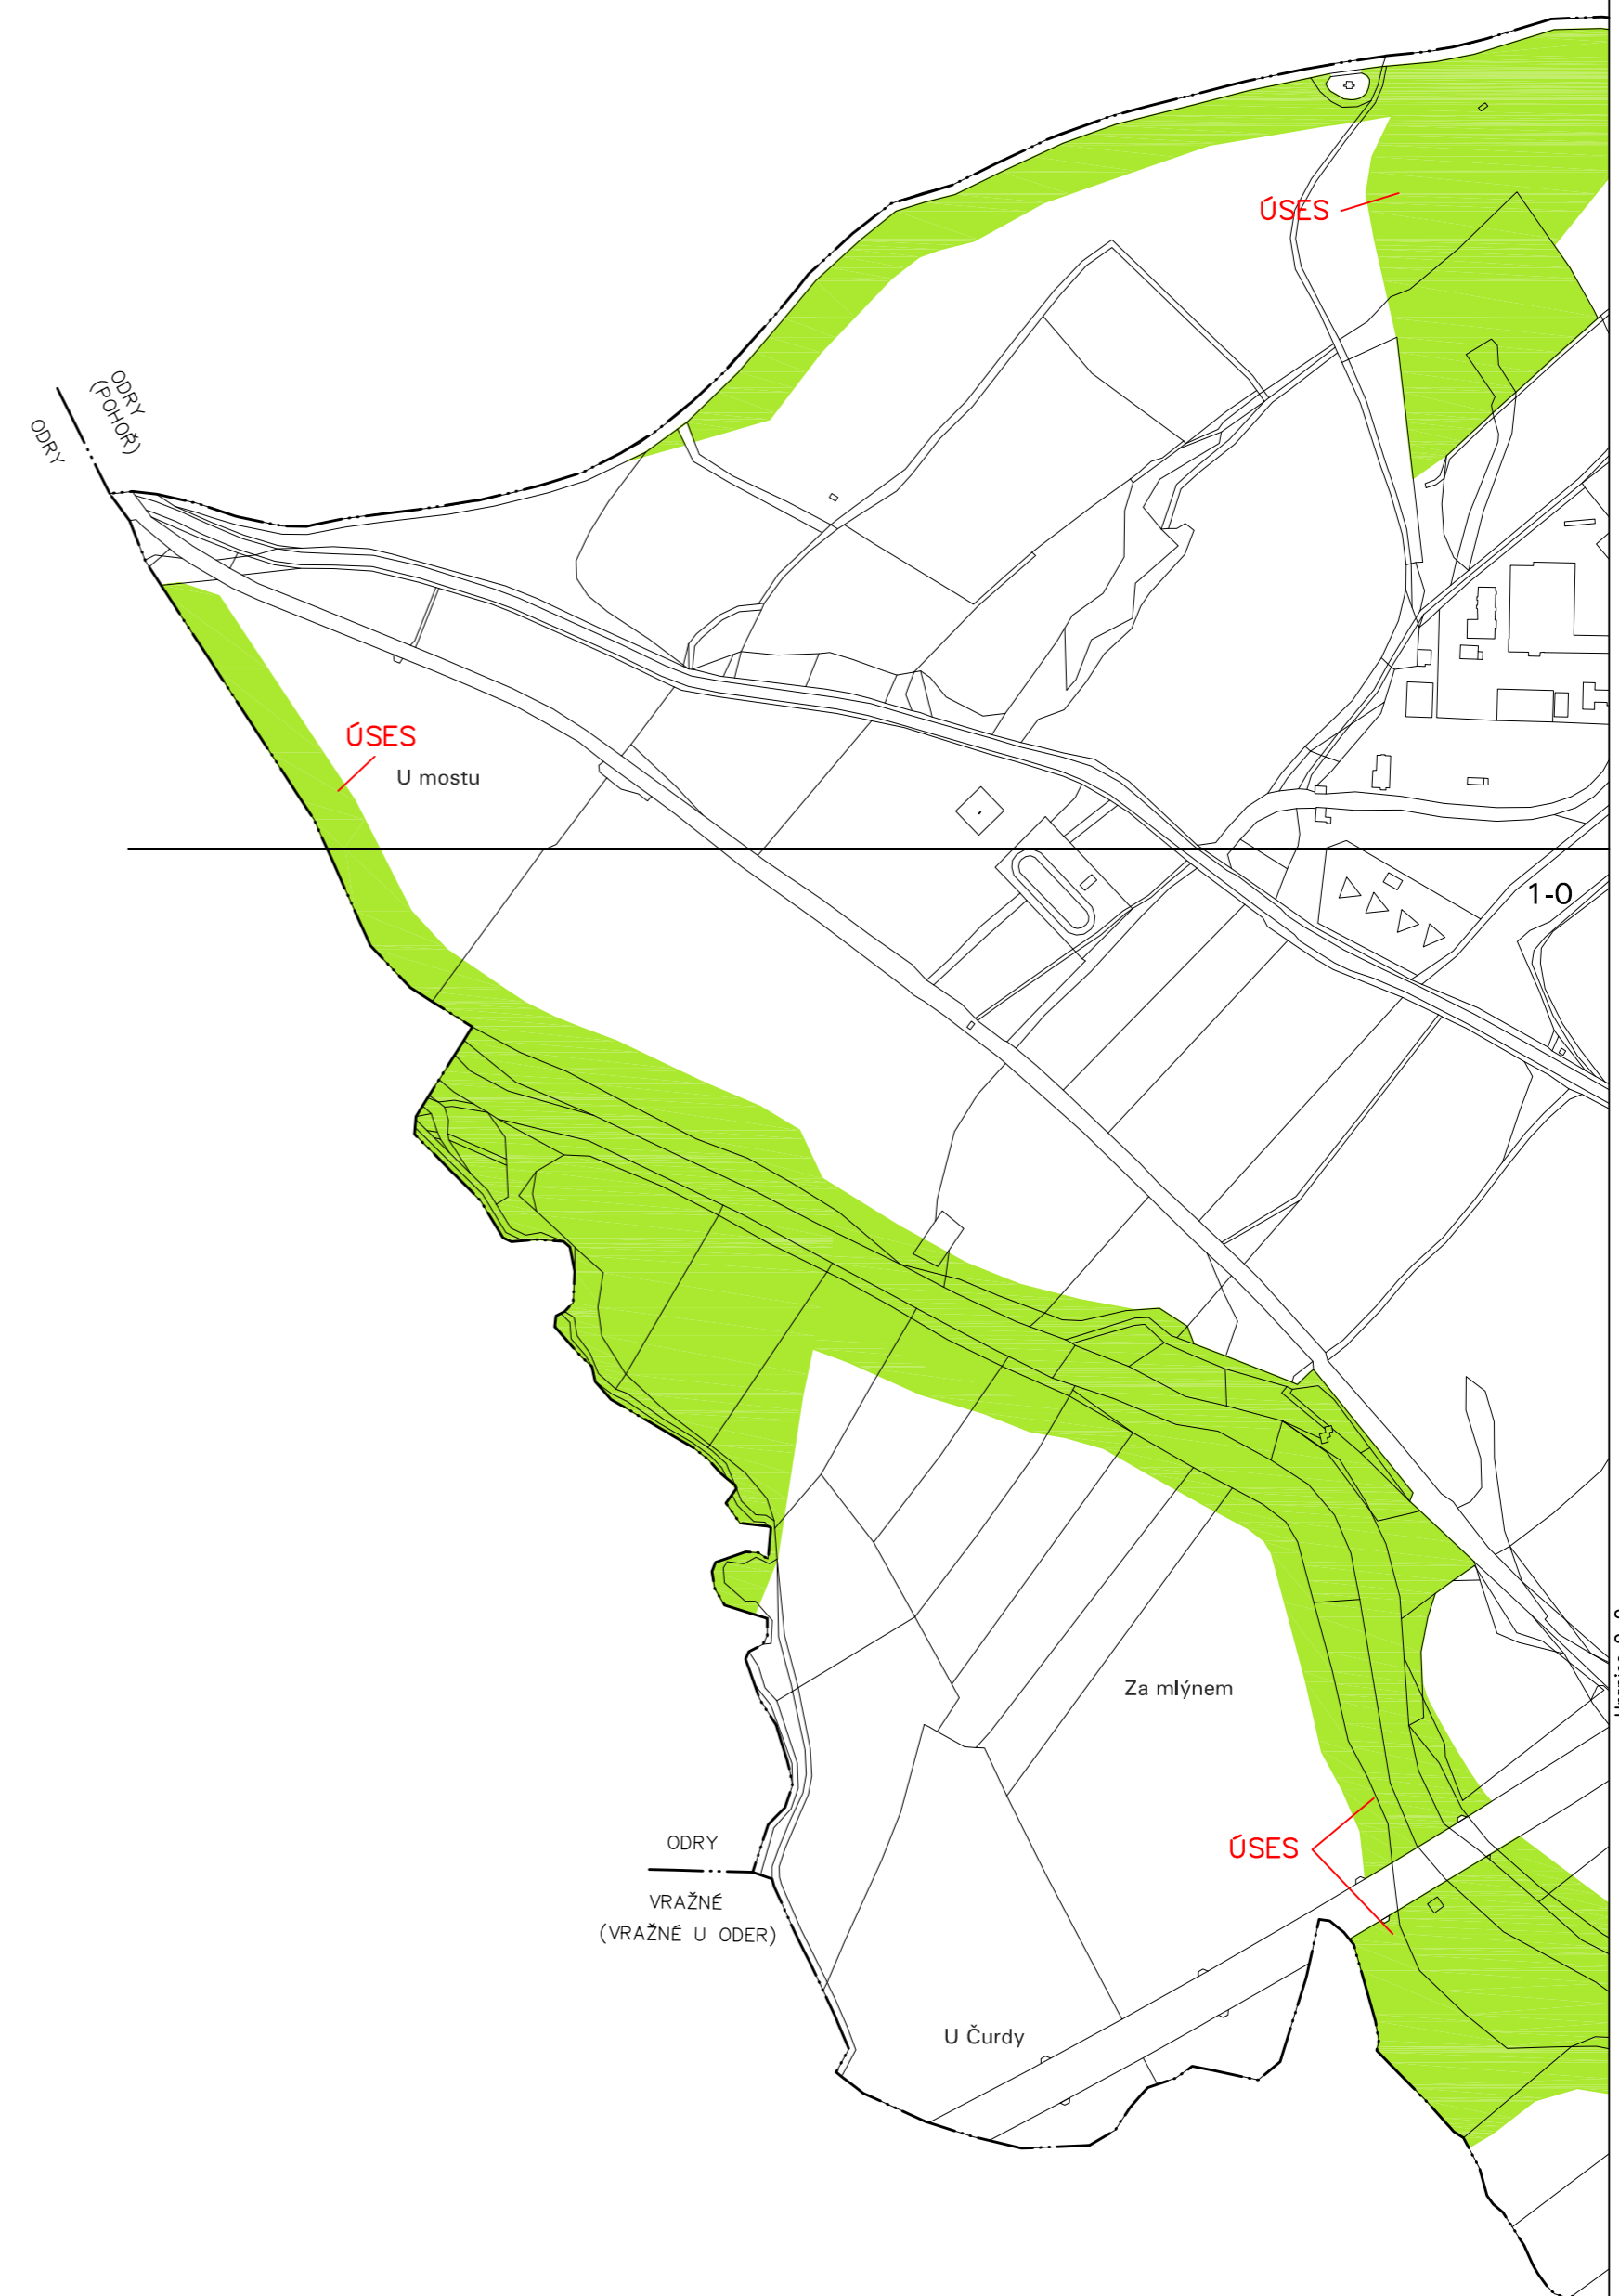 ÚSES
ODRY
(POHOŘ)
ODRY
ÚSES
U mostu
1-0
Za mlýnem
ODRY
VRAŽNÉ
(VRAŽNÉ U ODER)
ÚSES
U Čurdy